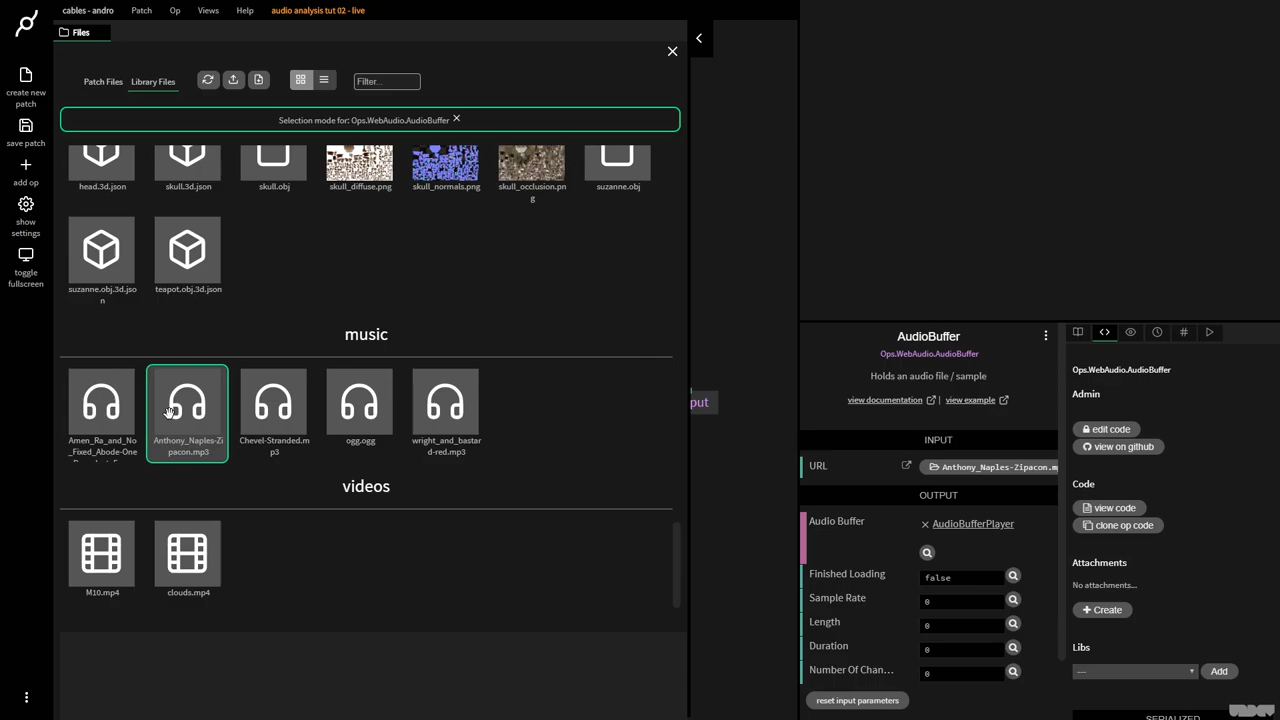 cables - andro
Patch
Op
Views
Help
audio analysis tut 02 - live
create new
patch
save patch
add op
show
settings
toggle
fullscreen
Files
Patch Files
Library Files
Filter...
Selection mode for: Ops.WebAudio.AudioBuffer
head.3d.json
skull.3d.json
skull.obj
skull_diffuse.png
skull_normals.png
skull_occlusion.pn
g
suzanne.obj
suzanne.obj.3d.jso
n
teapot.obj.3d.json
music
Amen_Ra_and_No
_Fixed_Abode-One
Anthony_Naples-Zi
pacon.mp3
Chevel-Stranded.m
p3
ogg.ogg
wright_and_bastar
d-red.mp3
videos
M10.mp4
clouds.mp4
put
AudioBuffer
Ops.WebAudio.AudioBuffer
Holds an audio file / sample
view documentation
view example
INPUT
URL
Anthony_Naples-Zipacon.m
OUTPUT
Audio Buffer
AudioBufferPlayer
Finished Loading
false
Sample Rate
0
Length
0
Duration
0
Number Of Chan...
0
reset input parameters
Ops.WebAudio.AudioBuffer
Admin
edit code
view on github
Code
view code
clone op code
Attachments
No attachments...
+ Create
Libs
---
Add
SERIALIZED